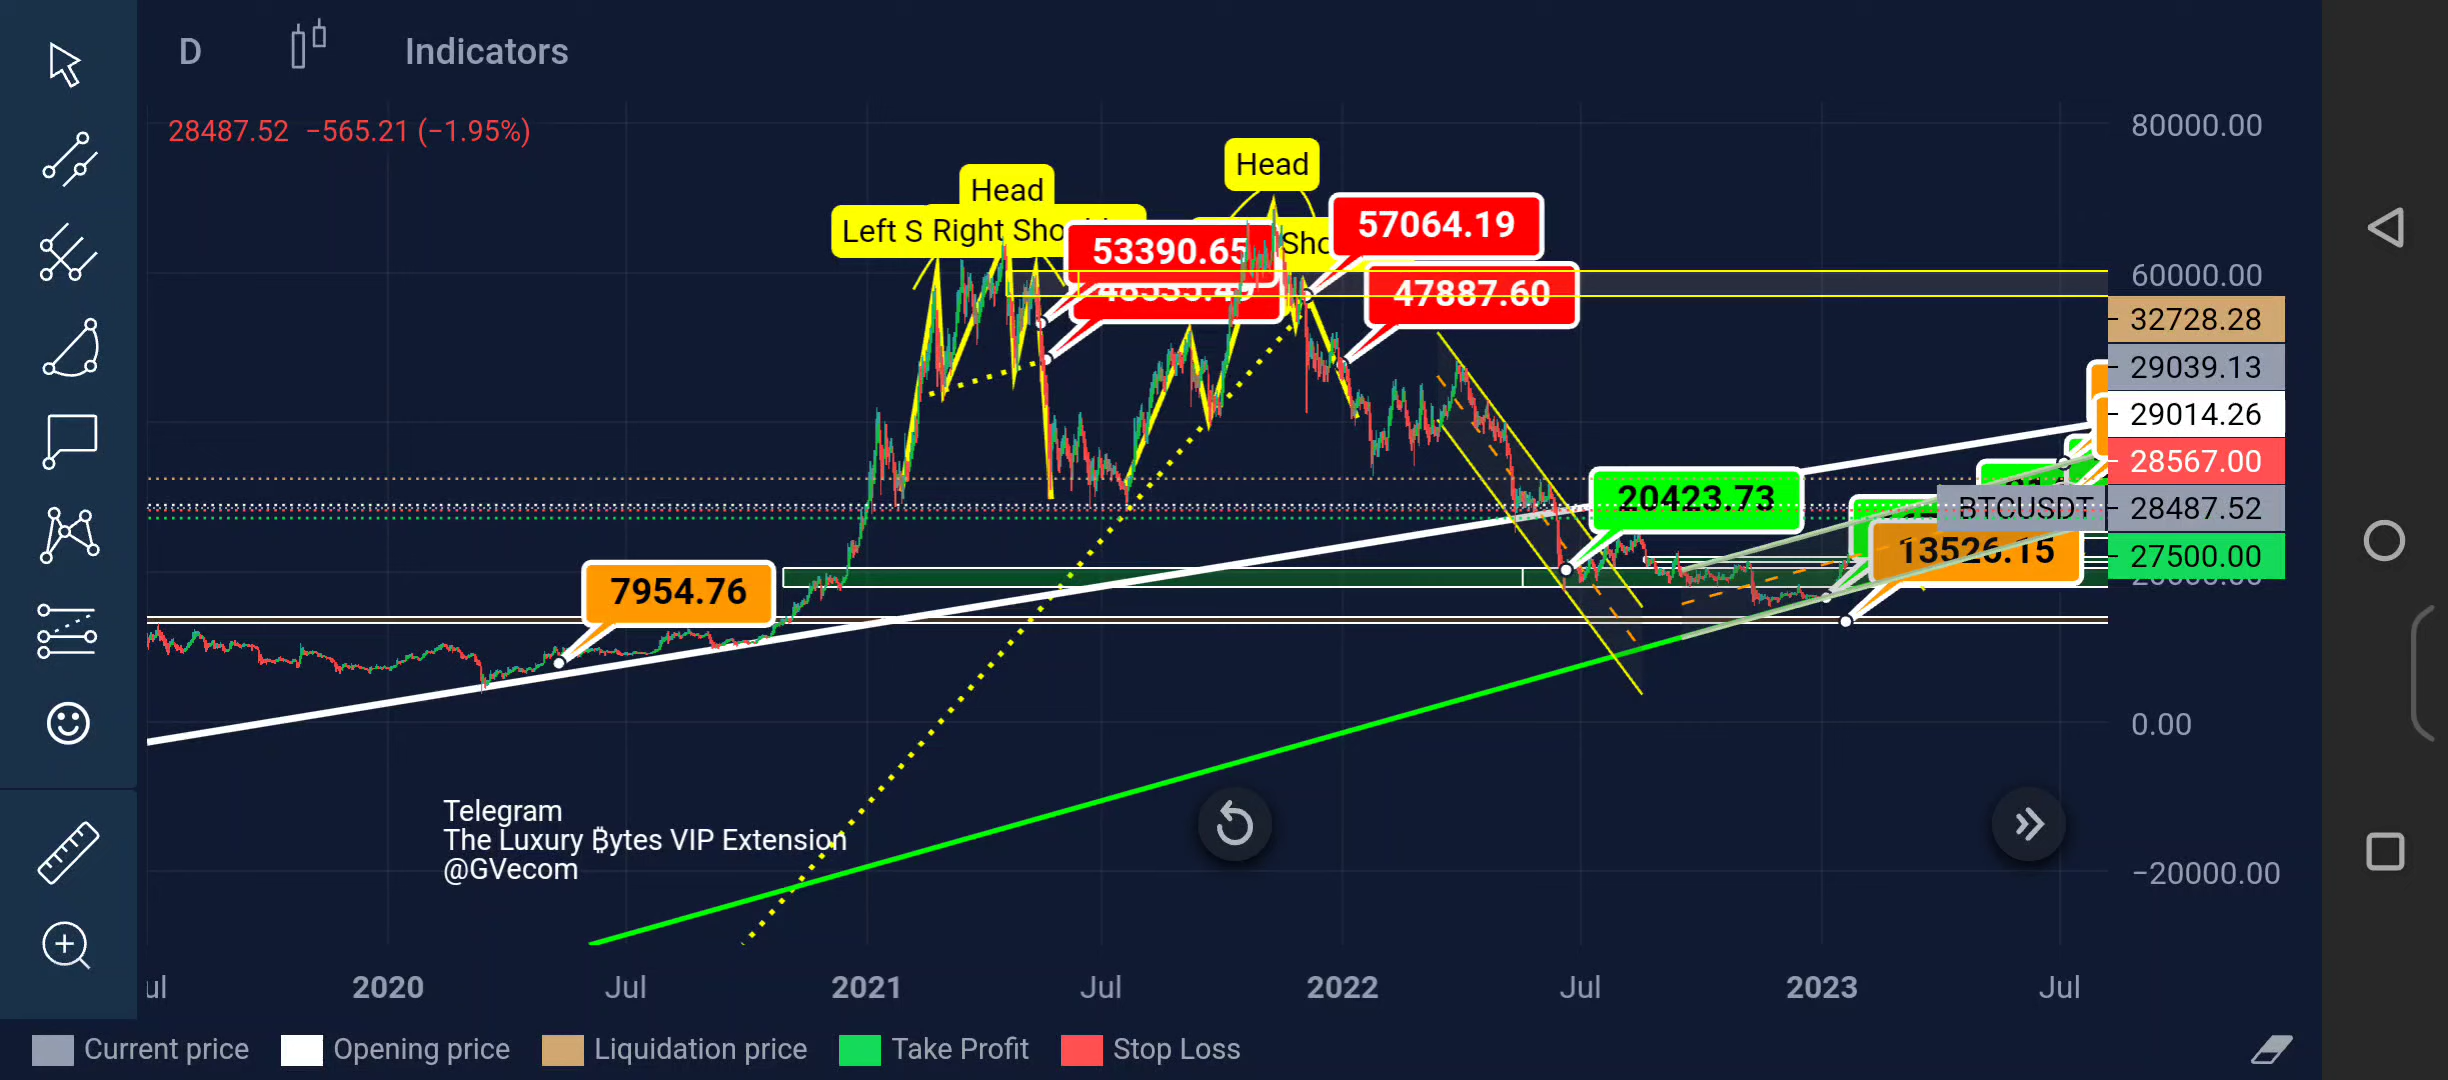 D Indicators
28487.52 −565.21 (−1.95%)
80000.00
Head
Head
Left S Right Sho
53390.65
57064.19
47887.60
60000.00
32728.28
29039.13
29014.26
28567.00
20423.73
BTCUSDT
28487.52
13526.15
27500.00
7954.76
0.00
Telegram
The Luxury ₿ytes VIP Extension
@GVecom
−20000.00
2020 Jul 2021 Jul 2022 Jul 2023 Jul
Current price Opening price Liquidation price Take Profit Stop Loss